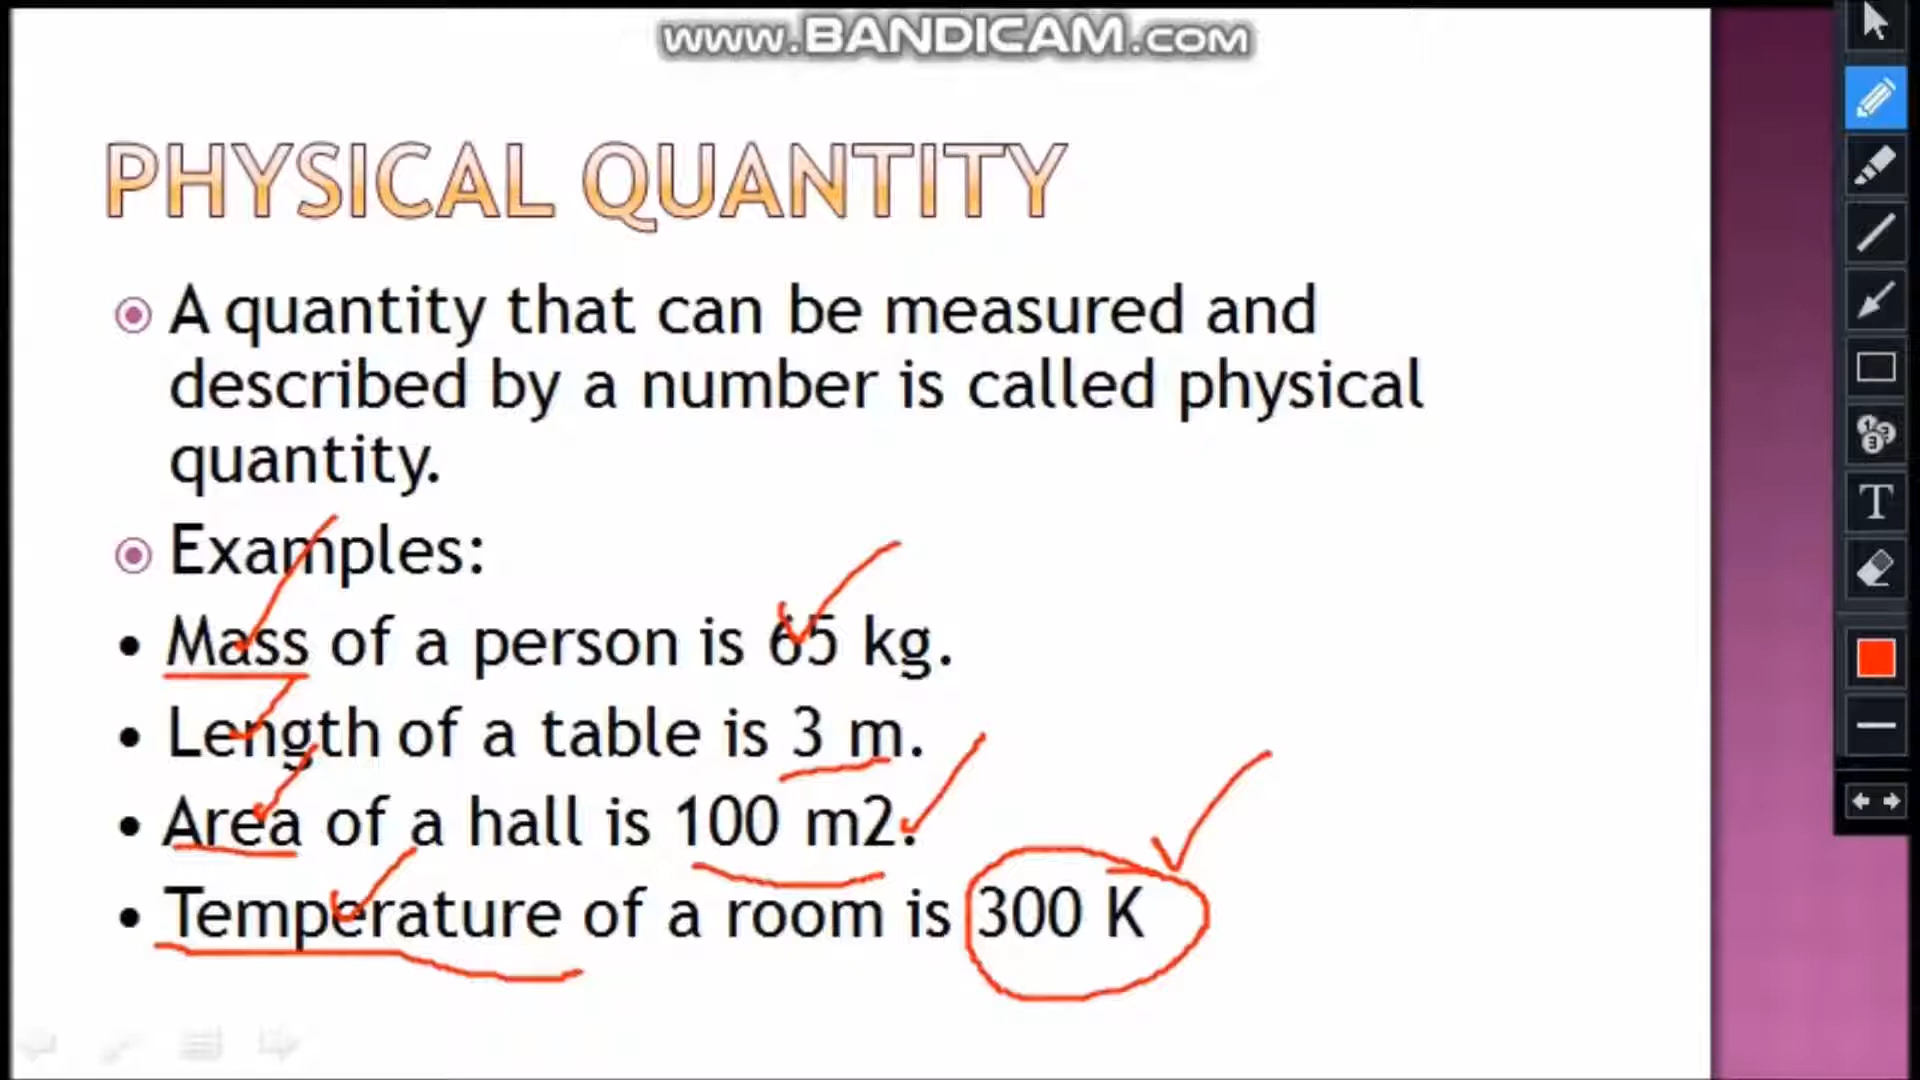 www.BANDICAM.com
PHYSICAL QUANTITY
A quantity that can be measured and
described by a number is called physical
quantity.
Examples:
• Mass of a person is 65 kg.
• Length of a table is 3 m.
• Area of a hall is 100 m2.
• Temperature of a room is 300 K